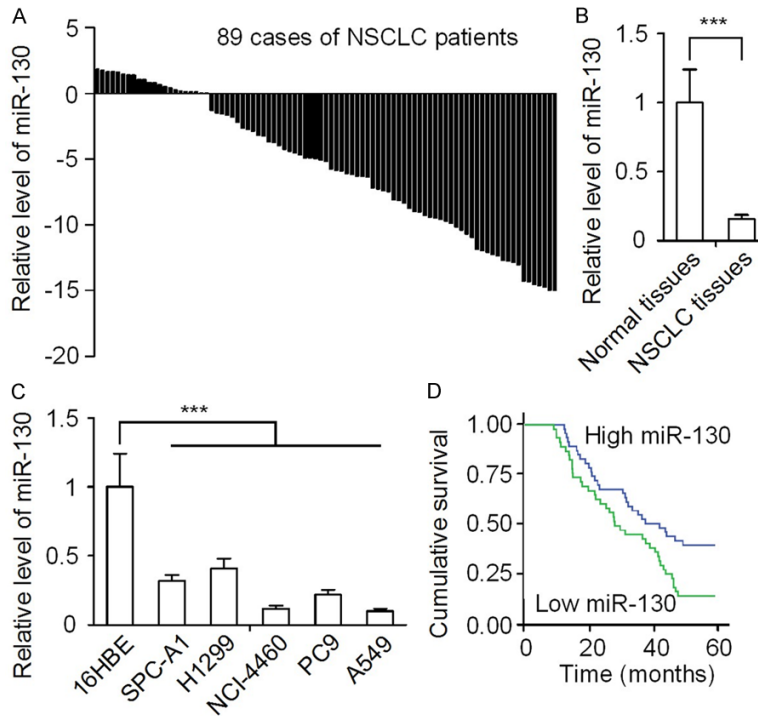 A
Relative level of miR-130
5
0
-5
-10
-15
-20
89 cases of NSCLC patients
B
Relative level of miR-130
1.5
1
0.5
0
***
Normal tissues
NSCLC tissues
C
Relative level of miR-130
1.5
1
0.5
0
***
16HBE
SPC-A1
H1299
NCI-4460
PC9
A549
D
Cumulative survival
1.00
0.75
0.50
0.25
0.00
High miR-130
Low miR-130
0
20
40
60
Time (months)